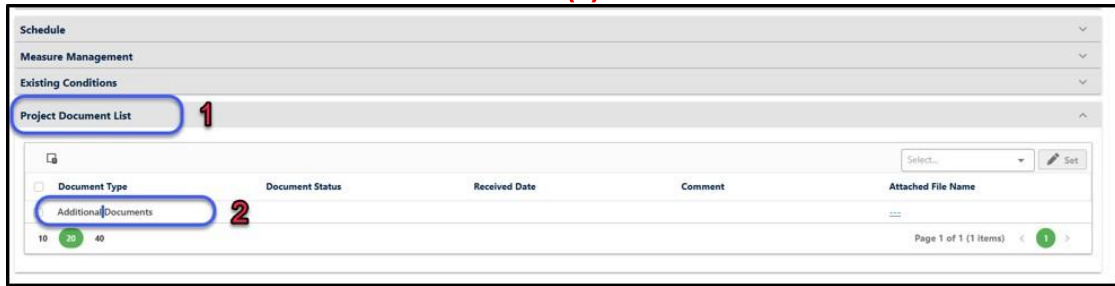 Schedule
Measure Management
Existing Conditions
Project Document List 1
Select... Set
Document Type Document Status Received Date Comment Attached File Name
Additional Documents 2 ---
10 20 40 Page 1 of 1 (1 items) < 1 >